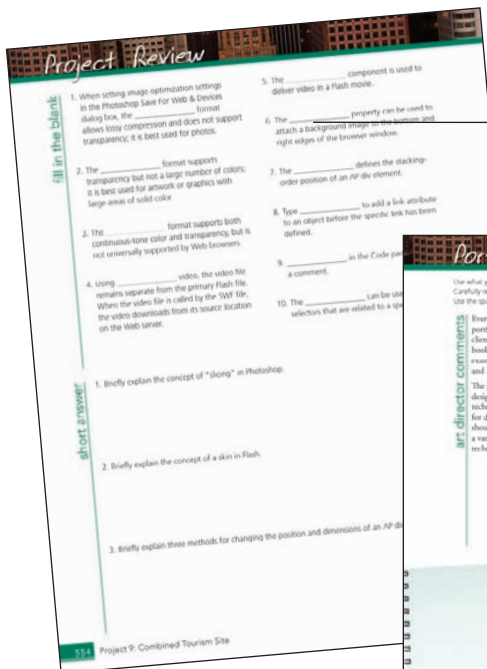 Project Review
fill in the blank
1. When setting image optimization settings
in the Photoshop Save For Web & Devices
dialog box, the format
allows lossy compression and does not support
transparency; it is best used for photos.
2. The ____________ format supports
transparency but not a large number of colors;
it is best used for artwork or graphics with
large areas of solid color.
3. The ____________ format supports both
continuous-tone color and transparency, but is
not universally supported by Web browsers.
4. Using ____________ video, the video file
remains separate from the primary Flash file.
When the video file is called by the SWF file,
the video downloads from its source location
on the Web server.
5. The ____________ component is used to
deliver video in a Flash movie.
6. The ____________ property can be used to
attach a background image to the bottom and
right edges of the browser window.
7. The ____________ defines the stacking-
order position of an AP div element.
8. Type ____________ to add a link attribute
to an object before the specific link has been
defined.
9. ____________ in the Code
a comment.
10. The ____________ can be
selectors that are related to a
short answer
1. Briefly explain the concept of "slicing" in Photoshop.
2. Briefly explain the concept of a skin in Flash.
3. Briefly explain three methods for changing the position and dimensions of an AP
554 Project 9: Combined Tourism Site
Use what
Carefully
Use the
art director comments
and
The
for
a